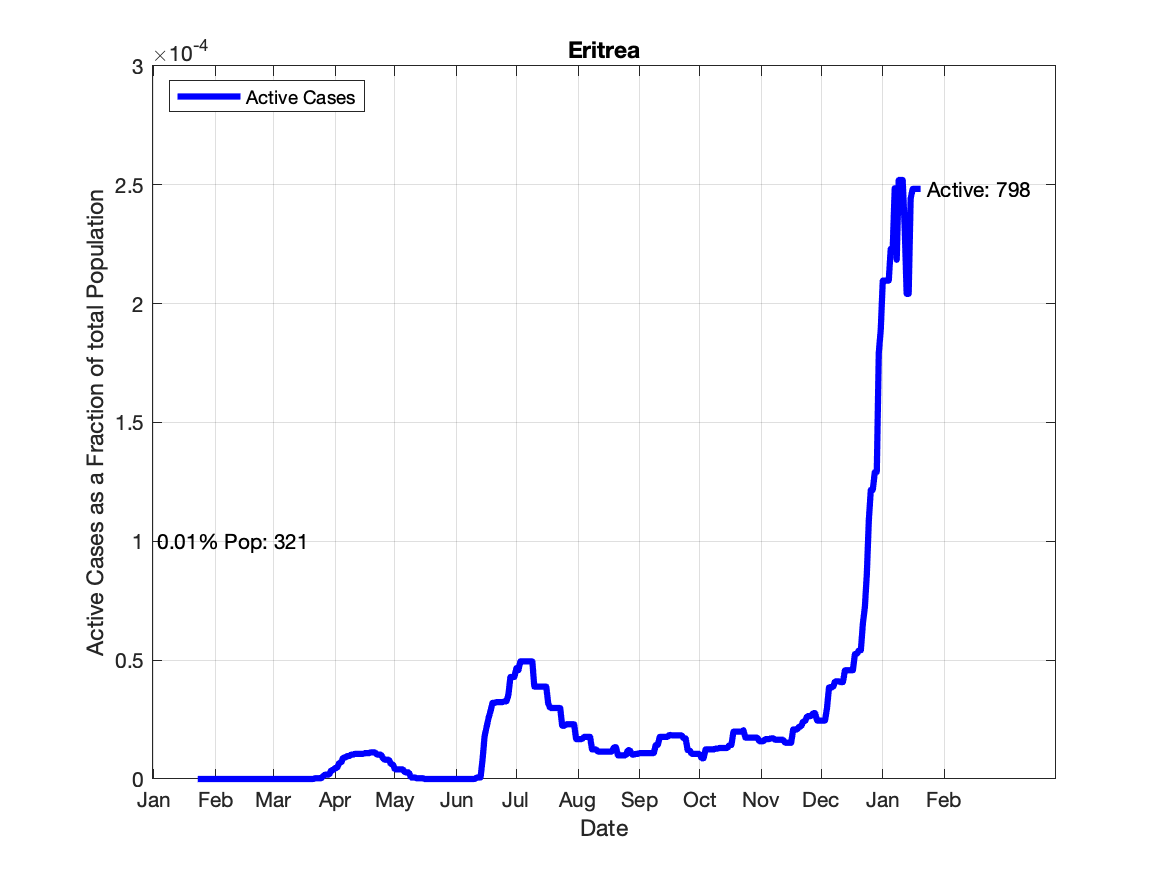 Eritrea
×10-4
Active Cases
3
2.5
2
1.5
1
0.5
0
Active Cases as a Fraction of total Population
Active: 798
0.01% Pop: 321
Jan Feb Mar Apr May Jun Jul Aug Sep Oct Nov Dec Jan Feb
Date